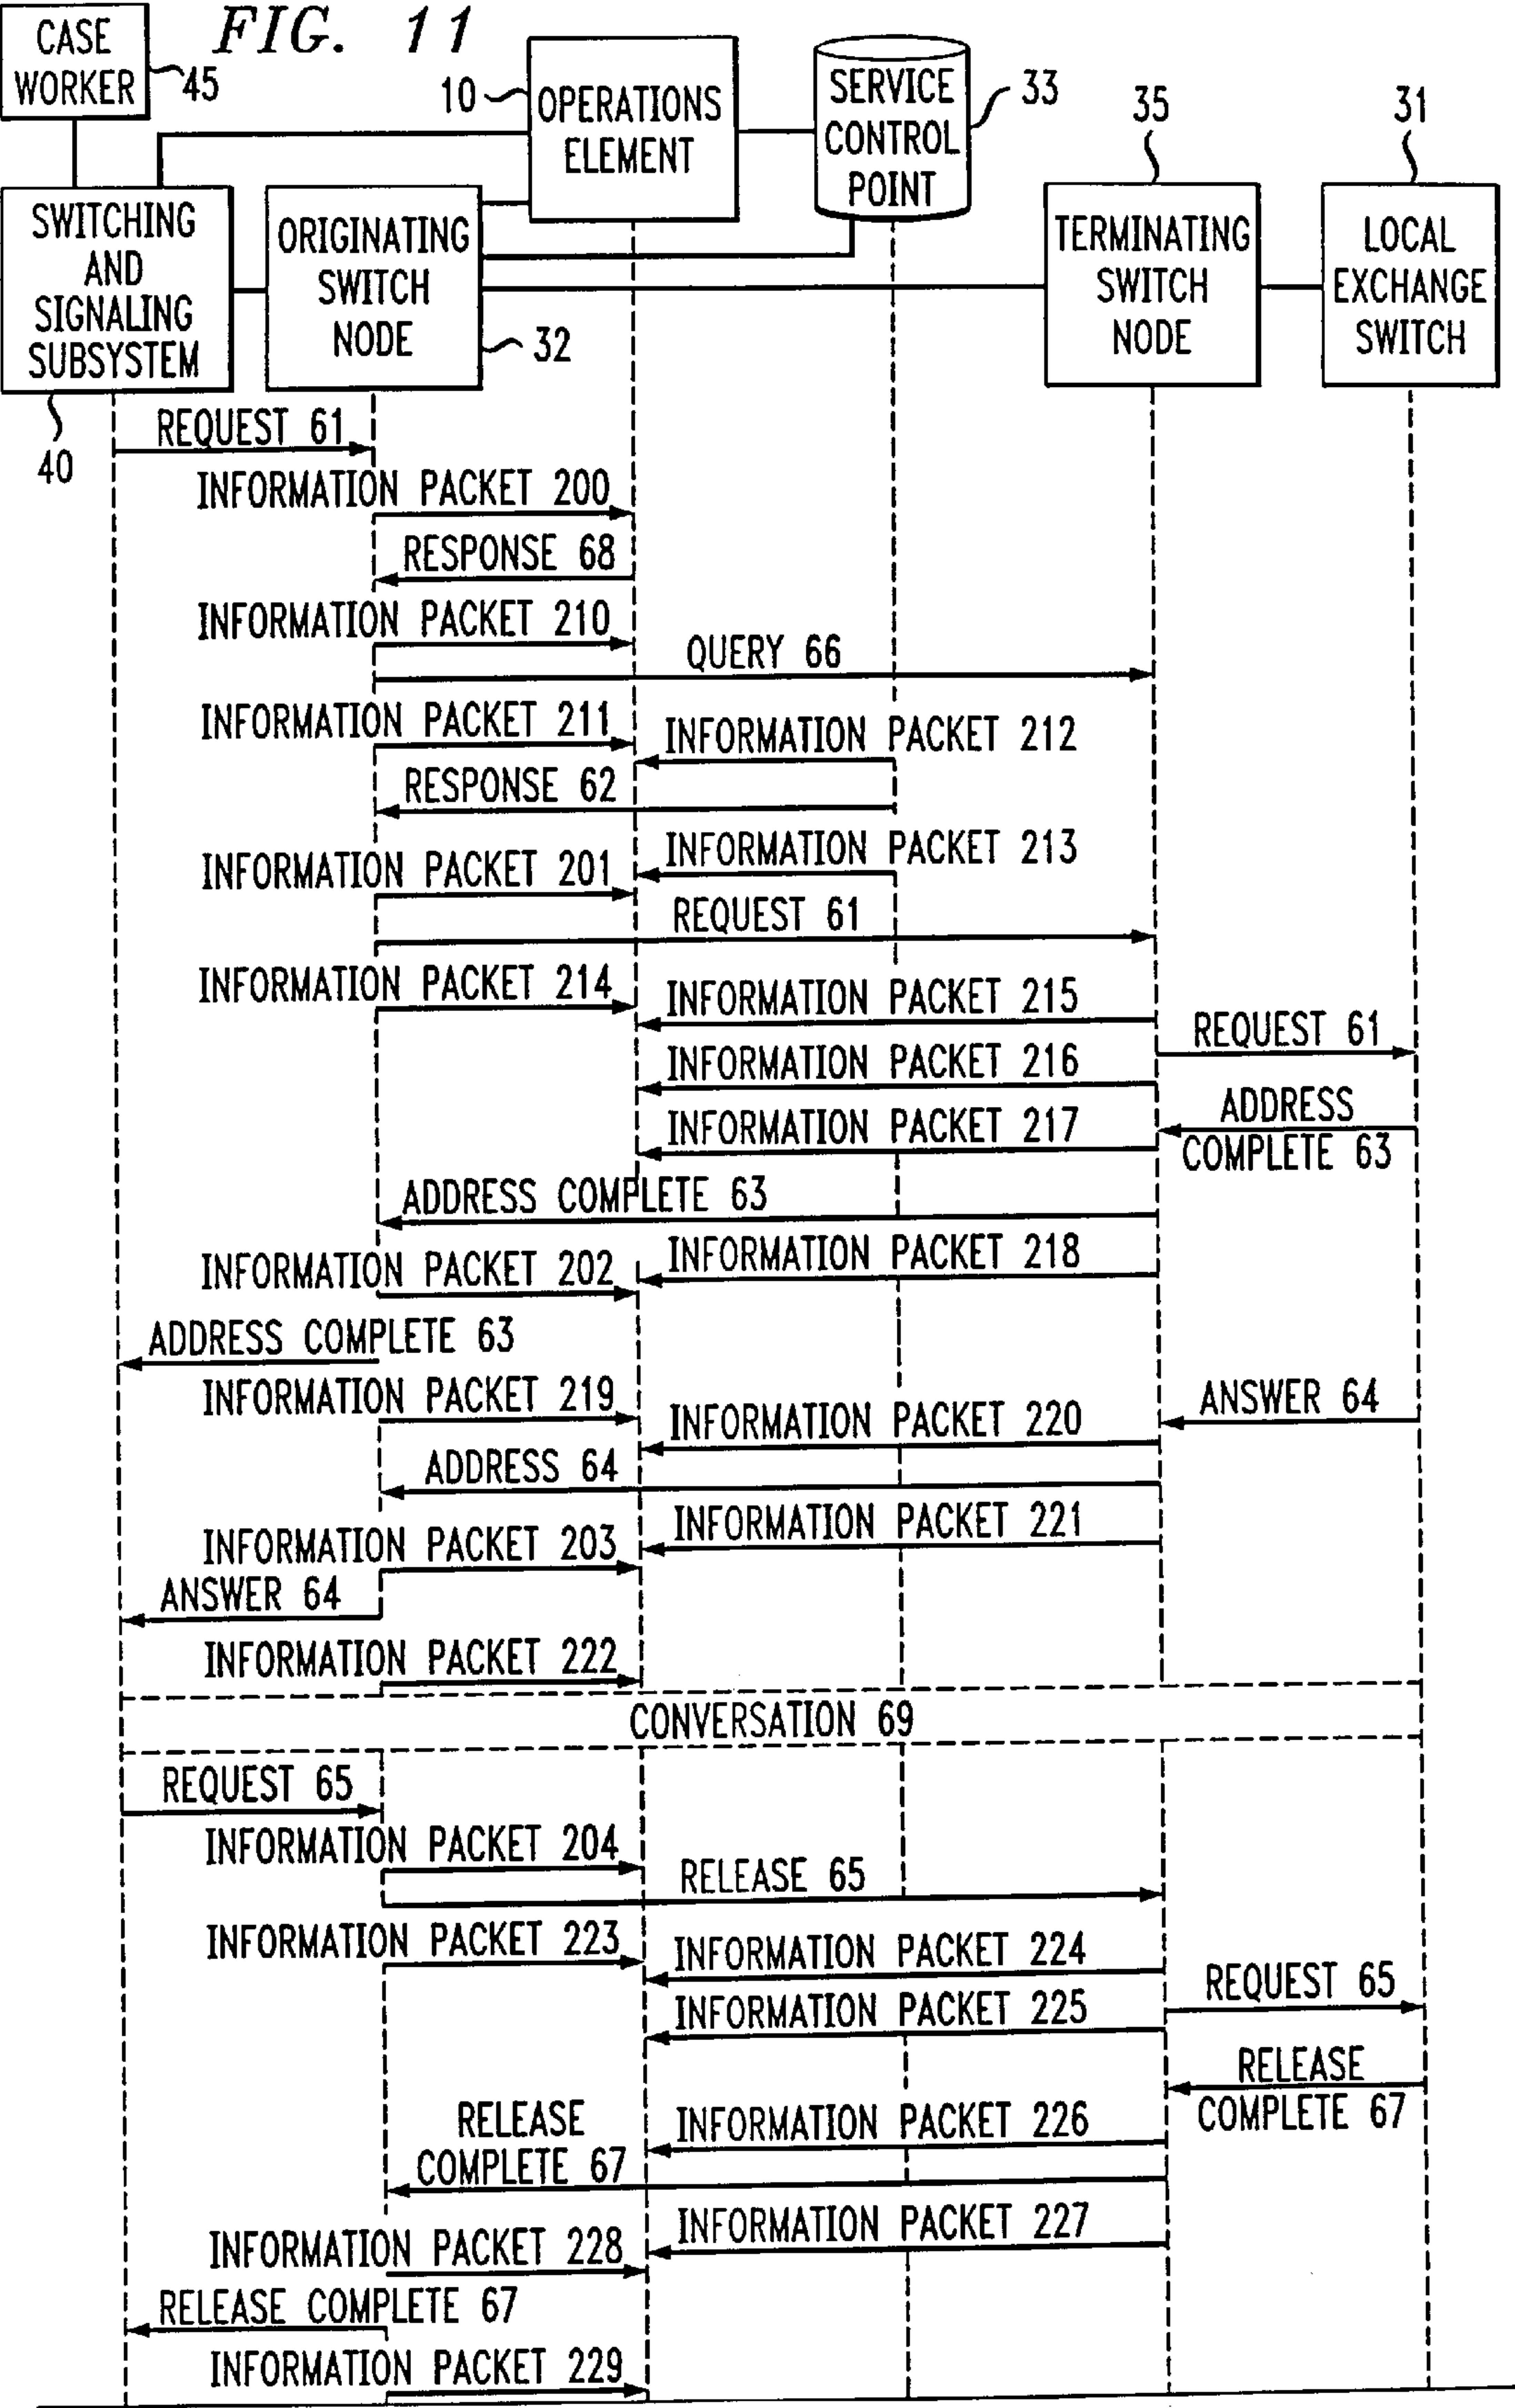 FIG. 11
CASE
WORKER
45
10
OPERATIONS
ELEMENT
SERVICE
CONTROL
POINT
33
35
31
SWITCHING
AND
SIGNALING
SUBSYSTEM
40
ORIGINATING
SWITCH
NODE
32
TERMINATING
SWITCH
NODE
LOCAL
EXCHANGE
SWITCH
REQUEST 61
INFORMATION PACKET 200
RESPONSE 68
INFORMATION PACKET 210
QUERY 66
INFORMATION PACKET 211
INFORMATION PACKET 212
RESPONSE 62
INFORMATION PACKET 213
INFORMATION PACKET 201
REQUEST 61
INFORMATION PACKET 214
INFORMATION PACKET 215
REQUEST 61
INFORMATION PACKET 216
ADDRESS
COMPLETE 63
INFORMATION PACKET 217
ADDRESS COMPLETE 63
INFORMATION PACKET 218
INFORMATION PACKET 202
ADDRESS COMPLETE 63
INFORMATION PACKET 219
ANSWER 64
INFORMATION PACKET 220
ADDRESS 64
INFORMATION PACKET 221
INFORMATION PACKET 203
ANSWER 64
INFORMATION PACKET 222
CONVERSATION 69
REQUEST 65
INFORMATION PACKET 204
RELEASE 65
INFORMATION PACKET 223
INFORMATION PACKET 224
REQUEST 65
INFORMATION PACKET 225
RELEASE
COMPLETE 67
INFORMATION PACKET 226
RELEASE
COMPLETE 67
INFORMATION PACKET 227
INFORMATION PACKET 228
RELEASE COMPLETE 67
INFORMATION PACKET 229